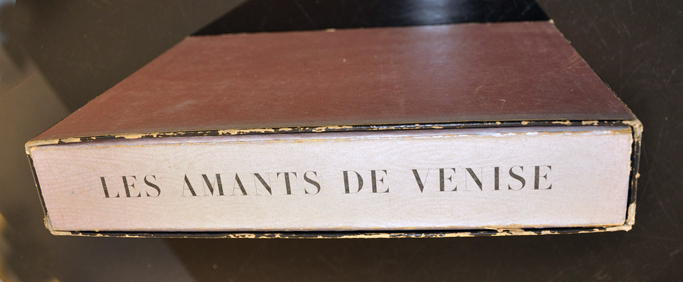 LES AMANTS DE VENISE